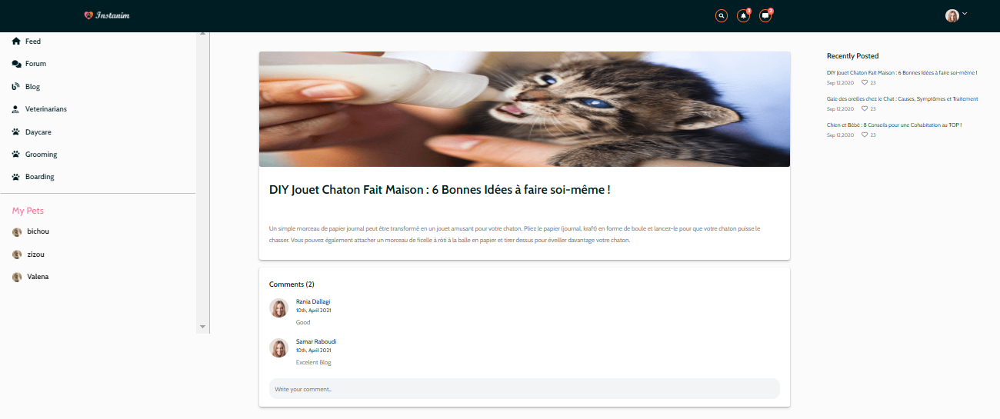 Instanim
3
3
Feed
Forum
Blog
Veterinarians
Daycare
Grooming
Boarding
My Pets
bichou
zizou
Valena
DIY Jouet Chaton Fait Maison : 6 Bonnes Idées à faire soi-même !
Un simple morceau de papier journal peut être transformé en un jouet amusant pour votre chaton. Pliez le papier (journal, kraft) en forme de boule et lancez-le pour que votre chaton puisse le
chasser. Vous pouvez également attacher un morceau de ficelle à rôti à la balle en papier et tirer dessus pour éveiller davantage votre chaton.
Comments (2)
Rania Dallagi
10th, April 2021
Good
Samar Raboudi
10th, April 2021
Excelent Blog
Write your comment..
Recently Posted
DIY Jouet Chaton Fait Maison : 6 Bonnes Idées à faire soi-même !
Sep 12,2020 23
Gale des oreilles chez le Chat : Causes, Symptômes et Traitement
Sep 12,2020 23
Chien et Bébé : 8 Conseils pour une Cohabitation au TOP !
Sep 12,2020 23